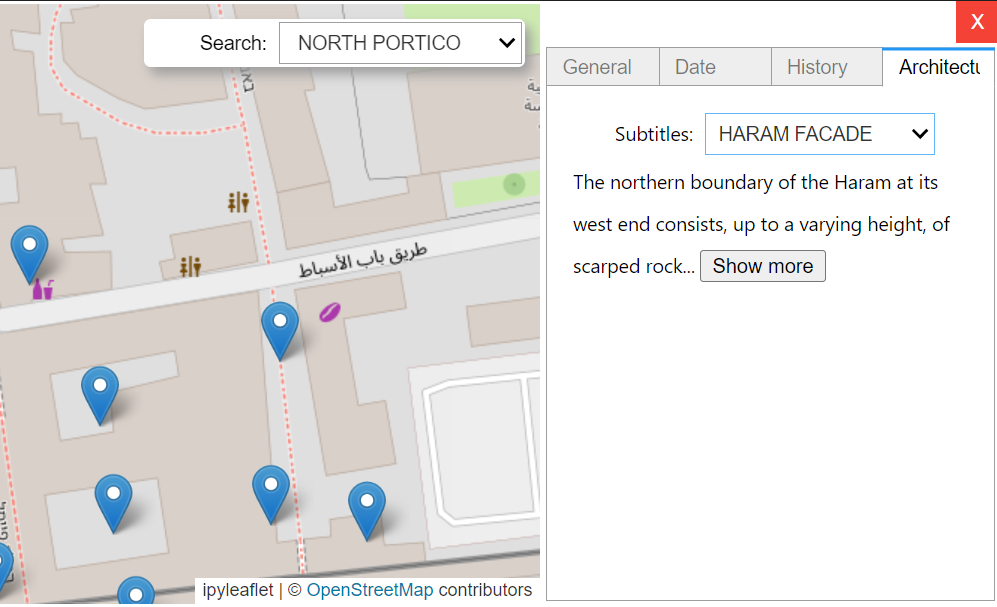 Search: NORTH PORTICO
X
General Date History Architectu
Subtitles: HARAM FACADE
The northern boundary of the Haram at its
west end consists, up to a varying height, of
scarped rock... Show more
طريق باب الأسباط
ipyleaflet | © OpenStreetMap contributors